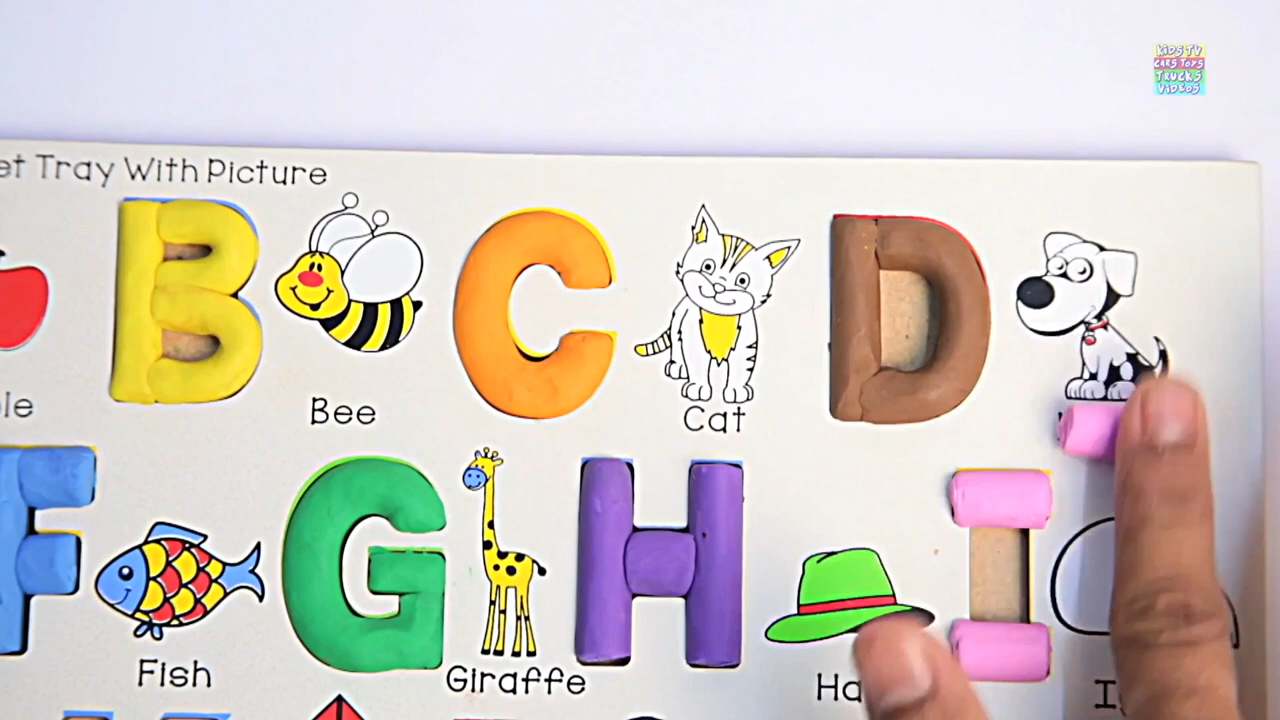 KiDS TV
CARS TOYS
TRUCKS
ViDEOS
et Tray With Picture
B
C
D
le
Bee
Cat
F
G
H
I
Fish
Giraffe
Ha